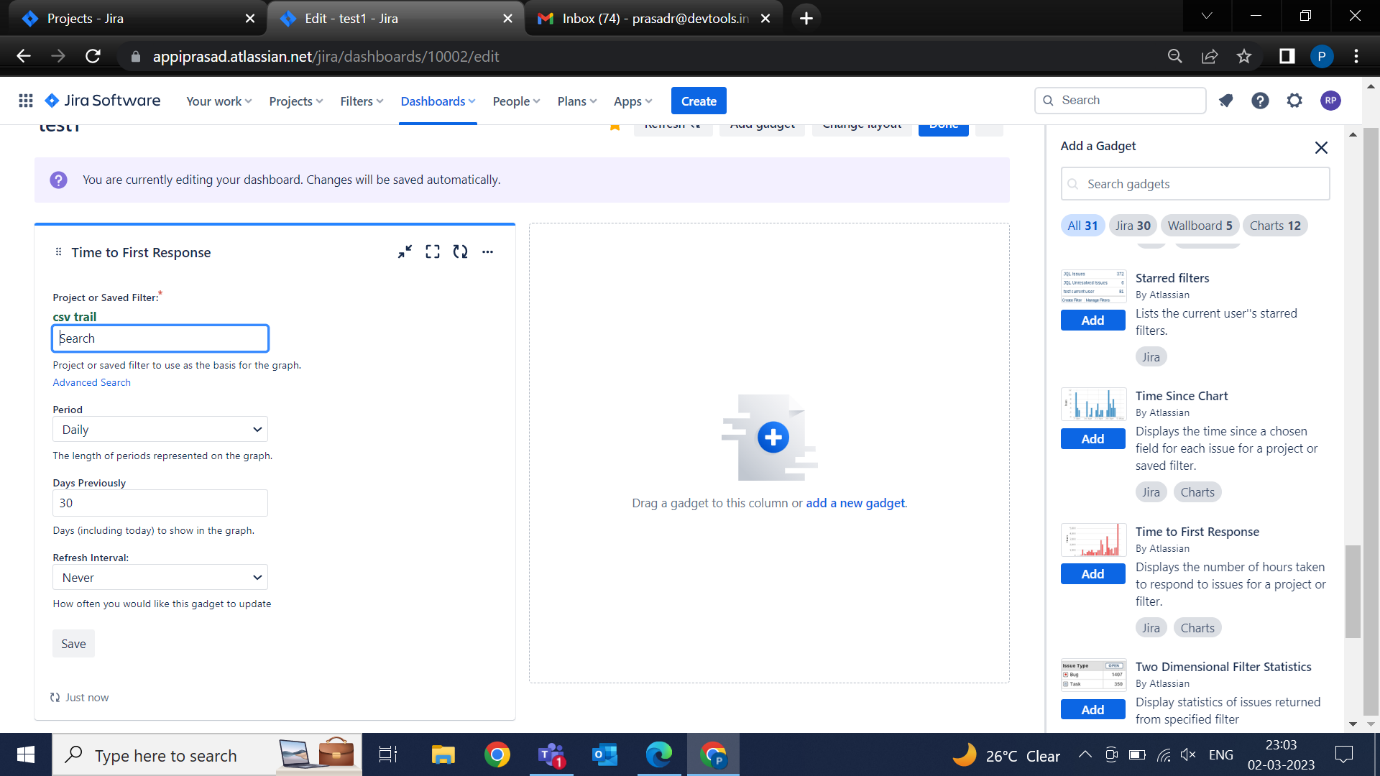 Projects - Jira
Edit - test1 - Jira
Inbox (74) - prasadr@devtools.in
appiprasad.atlassian.net/jira/dashboards/10002/edit
Jira Software
Your work
Projects
Filters
Dashboards
People
Plans
Apps
Create
Search
RP
test1
Refresh
Add gadget
Change layout
Done
You are currently editing your dashboard. Changes will be saved automatically.
Time to First Response
Project or Saved Filter:*
csv trail
Search
Project or saved filter to use as the basis for the graph.
Advanced Search
Period
Daily
The length of periods represented on the graph.
Days Previously
30
Days (including today) to show in the graph.
Refresh Interval:
Never
How often you would like this gadget to update
Save
Just now
Drag a gadget to this column or add a new gadget.
Add a Gadget
Search gadgets
All 31
Jira 30
Wallboard 5
Charts 12
Starred filters
By Atlassian
Lists the current user''s starred
filters.
Add
Jira
Time Since Chart
By Atlassian
Displays the time since a chosen
field for each issue for a project or
saved filter.
Add
Jira
Charts
Time to First Response
By Atlassian
Displays the number of hours taken
to respond to issues for a project or
filter.
Add
Jira
Charts
Two Dimensional Filter Statistics
By Atlassian
Display statistics of issues returned
from specified filter
Add
Type here to search
26°C Clear
ENG
23:03
02-03-2023